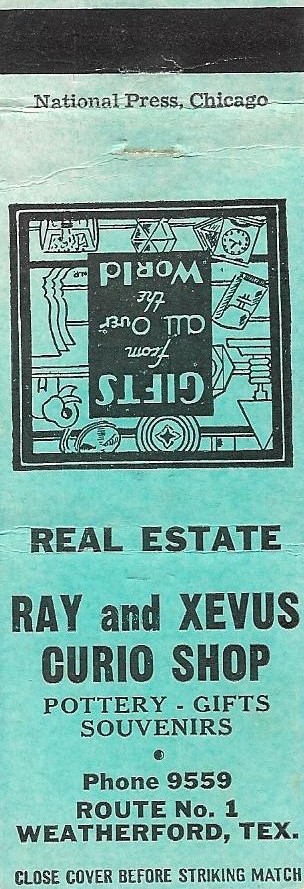 National Press, Chicago
GIFTS
from
all Over
the
World
REAL ESTATE
RAY and XEVUS
CURIO SHOP
POTTERY - GIFTS
SOUVENIRS
•
Phone 9559
ROUTE No. 1
WEATHERFORD, TEX.
CLOSE COVER BEFORE STRIKING MATCH